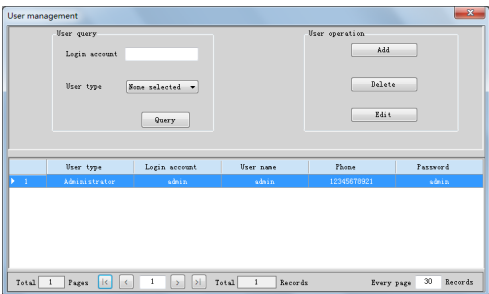 User management
User query
Login account
User type None selected
Query
User operation
Add
Delete
Edit
User type Login account User name Phone Password
1 Administrator admin admin 12345678921 admin
Total 1 Pages |< < 1 > >| Total 1 Records Every page 30 Records